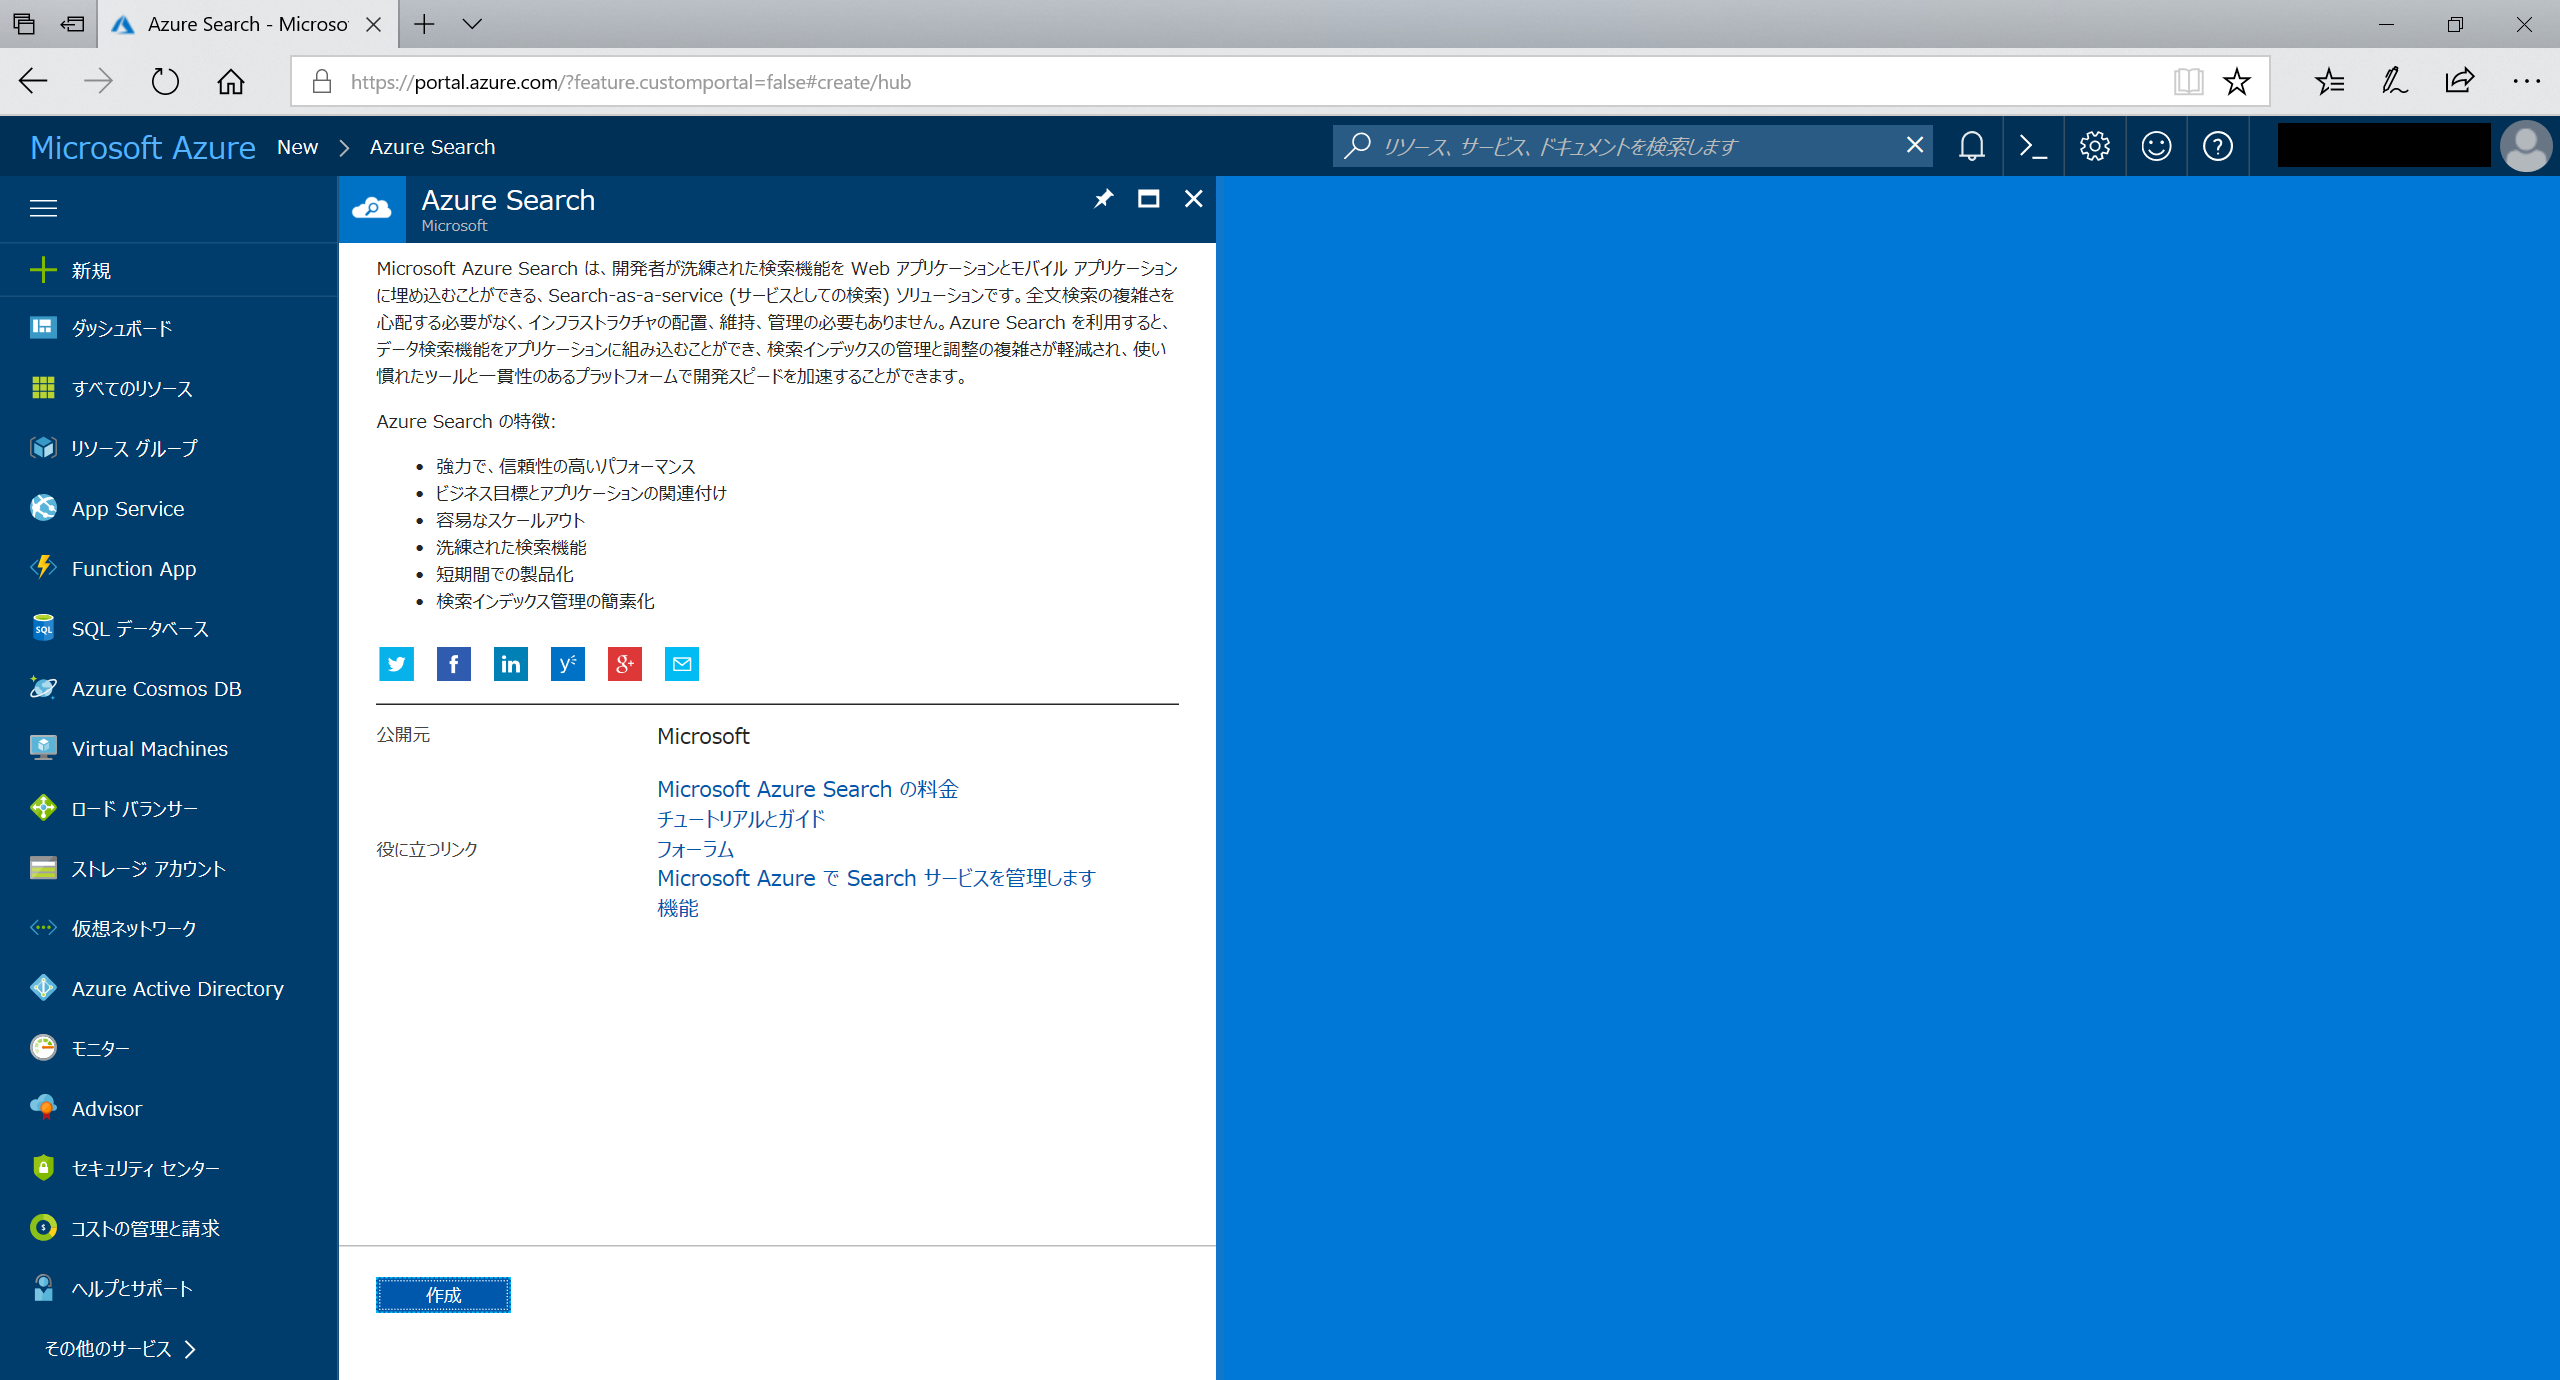 Azure Search - Microso
https://portal.azure.com/?feature.customportal=false#create/hub
Microsoft Azure New > Azure Search
リソース、サービス、ドキュメントを検索します
Azure Search
Microsoft
新規
ダッシュボード
すべてのリソース
リソース グループ
App Service
Function App
SQL データベース
Azure Cosmos DB
Virtual Machines
ロード バランサー
ストレージ アカウント
仮想ネットワーク
Azure Active Directory
モニター
Advisor
セキュリティ センター
コストの管理と請求
ヘルプとサポート
その他のサービス >
Microsoft Azure Search は、開発者が洗練された検索機能を Web アプリケーションとモバイル アプリケーション
に埋め込むことができる、Search-as-a-service (サービスとしての検索) ソリューションです。全文検索の複雑さを
心配する必要がなく、インフラストラクチャの配置、維持、管理の必要もありません。Azure Search を利用すると、
データ検索機能をアプリケーションに組み込むことができ、検索インデックスの管理と調整の複雑さが軽減され、使い
慣れたツールと一貫性のあるプラットフォームで開発スピードを加速することができます。
Azure Search の特徴:
• 強力で、信頼性の高いパフォーマンス
• ビジネス目標とアプリケーションの関連付け
• 容易なスケールアウト
• 洗練された検索機能
• 短期間での製品化
• 検索インデックス管理の簡素化
公開元 Microsoft
Microsoft Azure Search の料金
チュートリアルとガイド
役に立つリンク フォーラム
Microsoft Azure で Search サービスを管理します
機能
作成